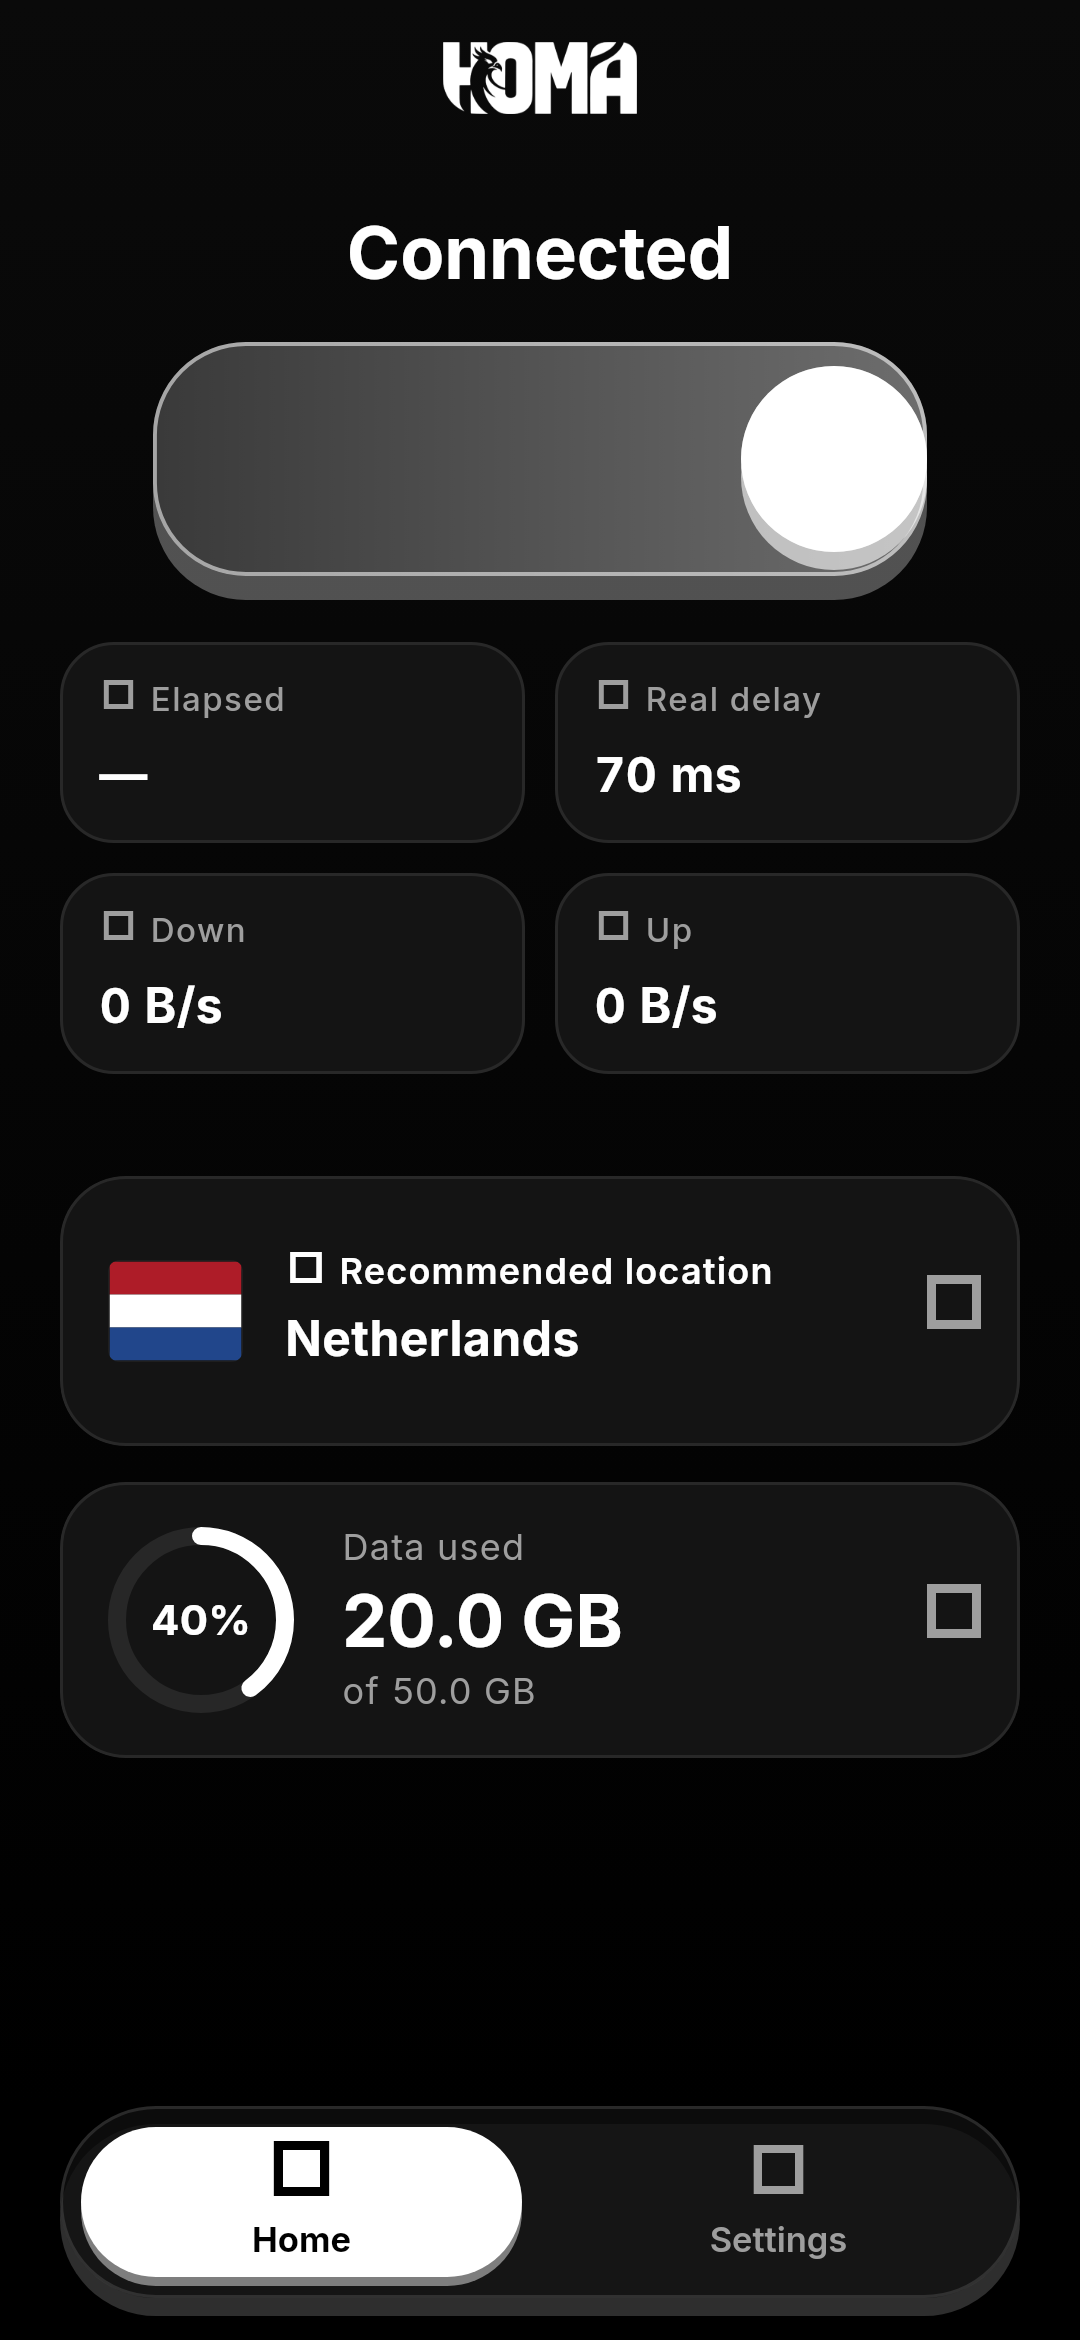 HOMA
Connected
Elapsed
—
Real delay
70 ms
Down
0 B/s
Up
0 B/s
Recommended location
Netherlands
40%
Data used
20.0 GB
of 50.0 GB
Home
Settings